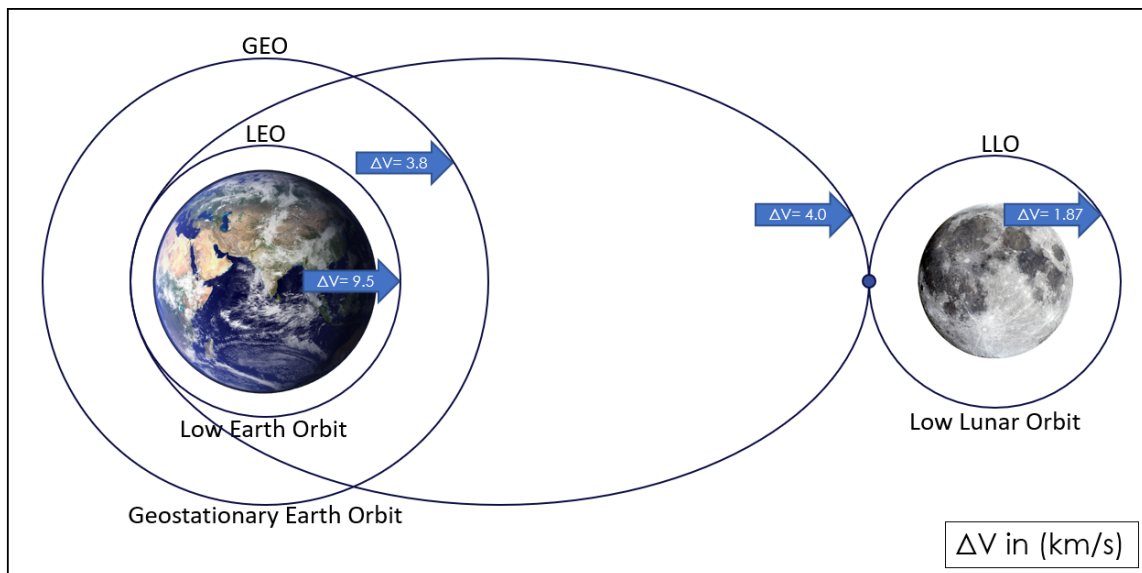 GEO
LEO
LLO
ΔV= 3.8
ΔV= 4.0
ΔV= 1.87
ΔV= 9.5
Low Earth Orbit
Low Lunar Orbit
Geostationary Earth Orbit
ΔV in (km/s)